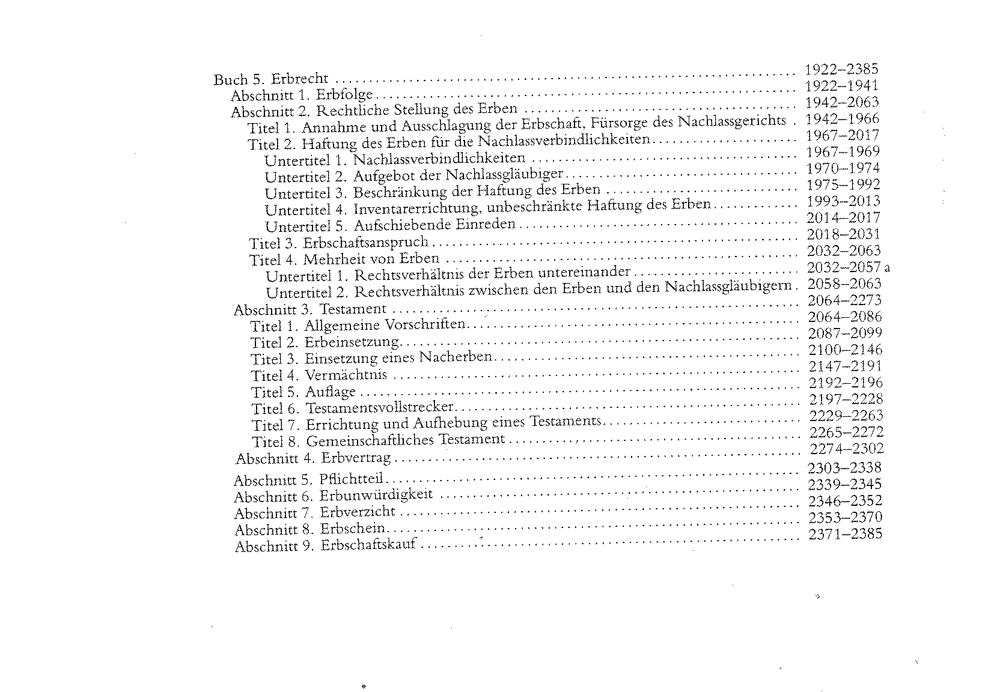 Buch 5. Erbrecht ........ 1922–2385
Abschnitt 1. Erbfolge ........ 1922–1941
Abschnitt 2. Rechtliche Stellung des Erben ........ 1942–2063
Titel 1. Annahme und Ausschlagung der Erbschaft, Fürsorge des Nachlassgerichts . 1942–1966
Titel 2. Haftung des Erben für die Nachlassverbindlichkeiten ........ 1967–2017
Untertitel 1. Nachlassverbindlichkeiten ........ 1967–1969
Untertitel 2. Aufgebot der Nachlassgläubiger ........ 1970–1974
Untertitel 3. Beschränkung der Haftung des Erben ........ 1975–1992
Untertitel 4. Inventarerrichtung, unbeschränkte Haftung des Erben ........ 1993–2013
Untertitel 5. Aufschiebende Einreden ........ 2014–2017
Titel 3. Erbschaftsanspruch ........ 2018–2031
Titel 4. Mehrheit von Erben ........ 2032–2063
Untertitel 1. Rechtsverhältnis der Erben untereinander ........ 2032–2057 a
Untertitel 2. Rechtsverhältnis zwischen den Erben und den Nachlassgläubigern . 2058–2063
Abschnitt 3. Testament ........ 2064–2273
Titel 1. Allgemeine Vorschriften ........ 2064–2086
Titel 2. Erbeinsetzung ........ 2087–2099
Titel 3. Einsetzung eines Nacherben ........ 2100–2146
Titel 4. Vermächtnis ........ 2147–2191
Titel 5. Auflage ........ 2192–2196
Titel 6. Testamentsvollstrecker ........ 2197–2228
Titel 7. Errichtung und Aufhebung eines Testaments ........ 2229–2263
Titel 8. Gemeinschaftliches Testament ........ 2265–2272
Abschnitt 4. Erbvertrag ........ 2274–2302
Abschnitt 5. Pflichtteil ........ 2303–2338
Abschnitt 6. Erbunwürdigkeit ........ 2339–2345
Abschnitt 7. Erbverzicht ........ 2346–2352
Abschnitt 8. Erbschein ........ 2353–2370
Abschnitt 9. Erbschaftskauf ........ 2371–2385